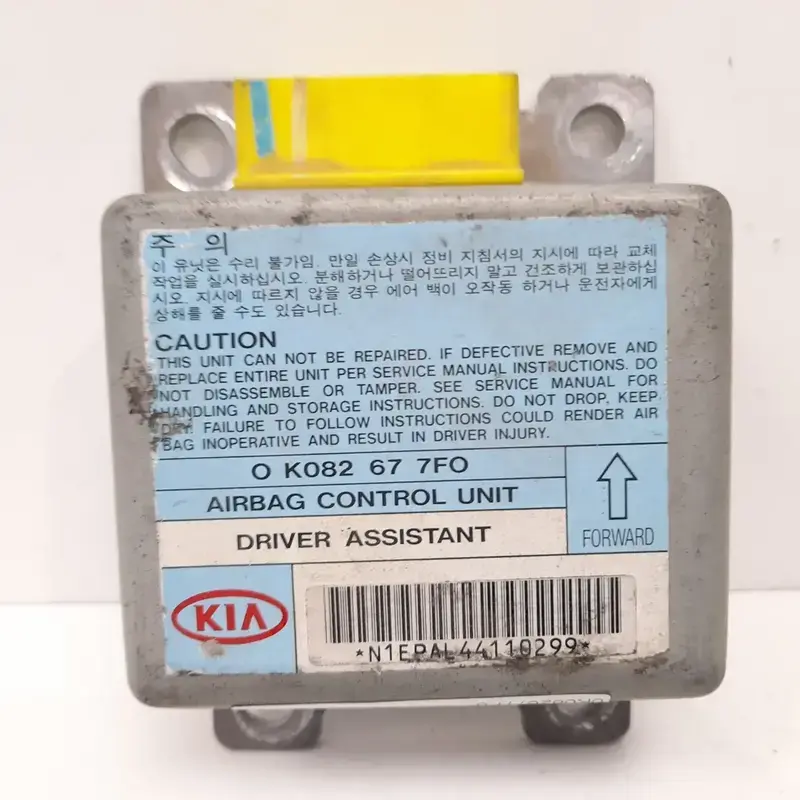 주 의
이 유닛은 수리 불가임. 만일 손상시 정비 지침서의 지시에 따라 교체
작업을 실시하십시오. 분해하거나 떨어뜨리지 말고 건조하게 보관하십
시오. 지시에 따르지 않을 경우 에어 백이 오작동 하거나 운전자에게
상해를 줄 수도 있습니다.
CAUTION
THIS UNIT CAN NOT BE REPAIRED. IF DEFECTIVE REMOVE AND
REPLACE ENTIRE UNIT PER SERVICE MANUAL INSTRUCTIONS. DO
NOT DISASSEMBLE OR TAMPER. SEE SERVICE MANUAL FOR
HANDLING AND STORAGE INSTRUCTIONS. DO NOT DROP, KEEP
DRY. FAILURE TO FOLLOW INSTRUCTIONS COULD RENDER AIR
BAG INOPERATIVE AND RESULT IN DRIVER INJURY.
O K082 67 7FO
AIRBAG CONTROL UNIT
DRIVER ASSISTANT
FORWARD
KIA
*N1EPAL44110299*